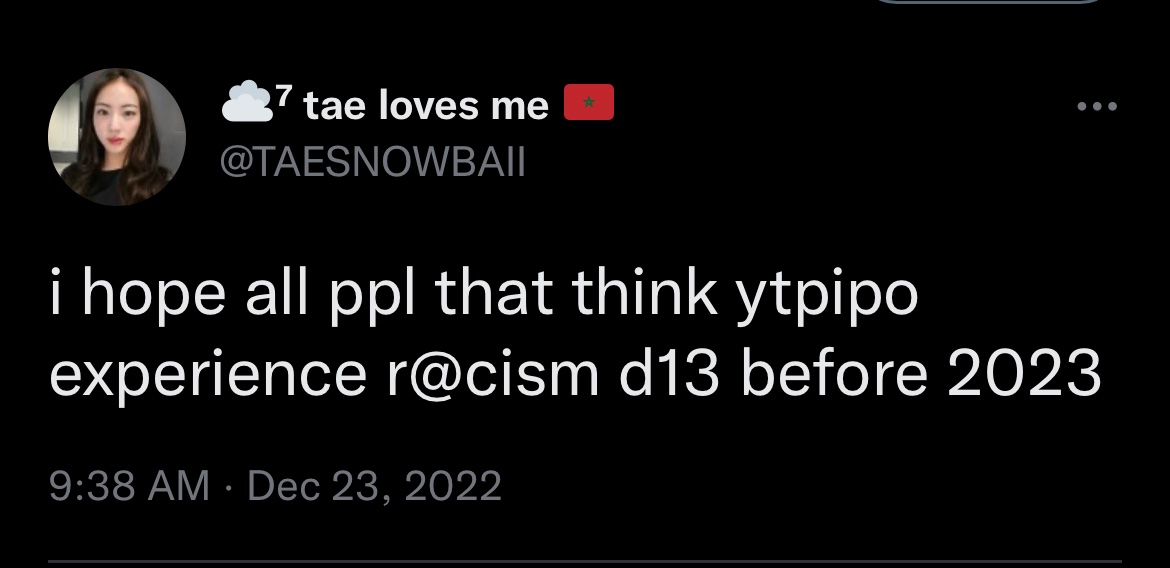 ☁️⁷ tae loves me 🇲🇦
@TAESNOWBAII
i hope all ppl that think ytpipo
experience r@cism d13 before 2023
9:38 AM · Dec 23, 2022